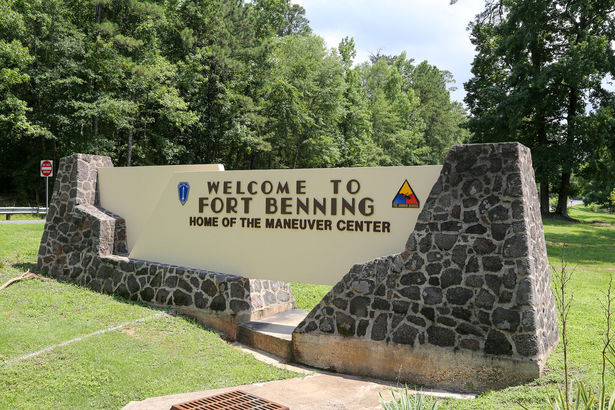 WELCOME TO
FORT BENNING
HOME OF THE MANEUVER CENTER